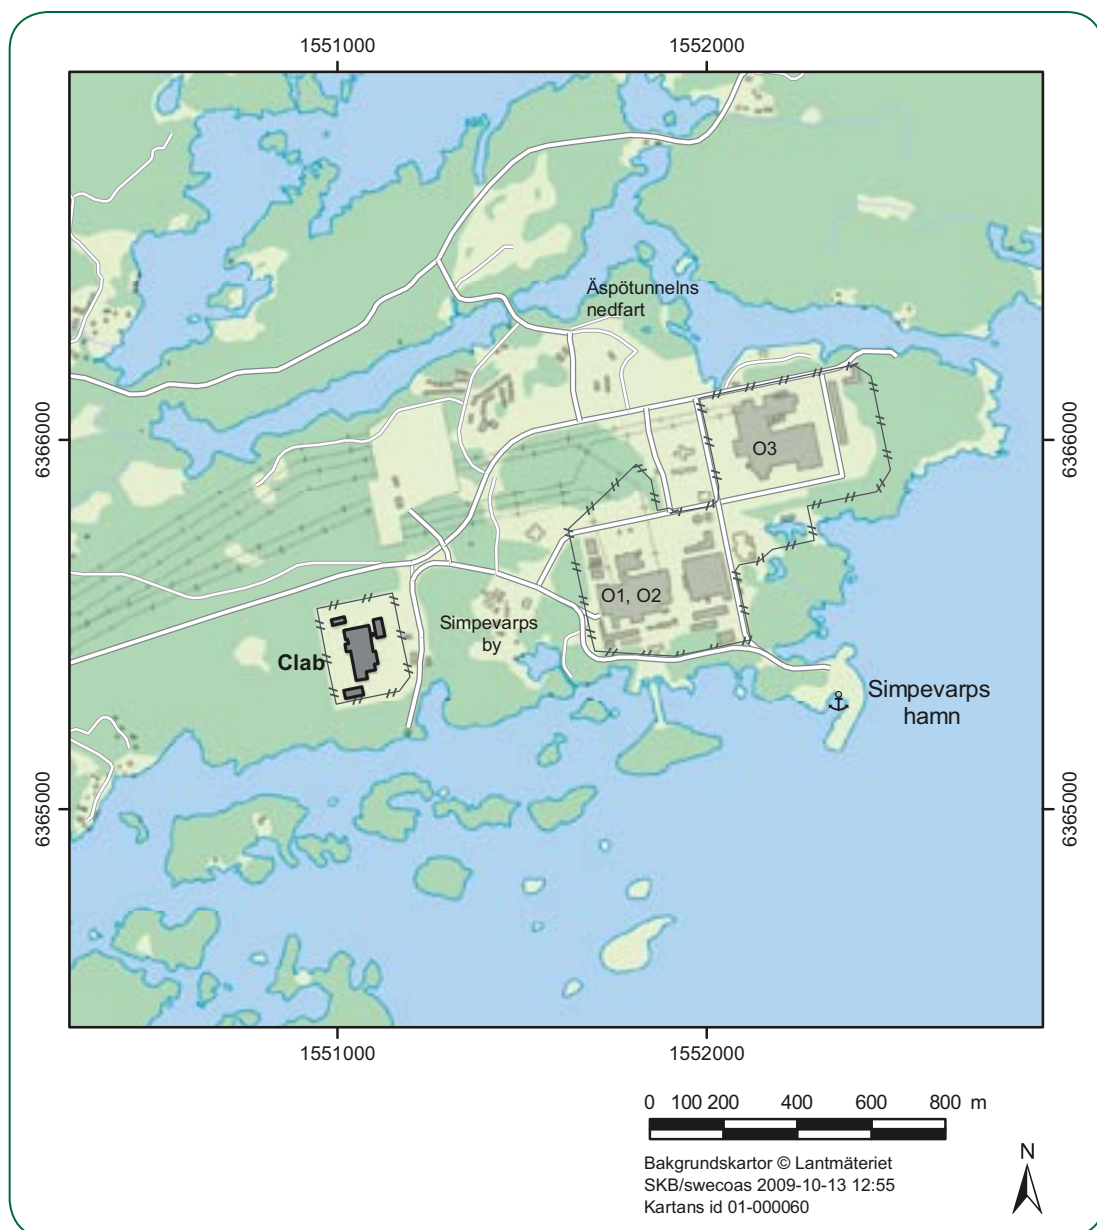 1551000
1552000
Äspötunnelns
nedfart
6366000
6366000
O3
O1, O2
Simpevarps
by
Clab
Simpevarps
hamn
6365000
6365000
1551000
1552000
0 100 200 400 600 800 m
N
Bakgrundskartor © Lantmäteriet
SKB/swecoas 2009-10-13 12:55
Kartans id 01-000060